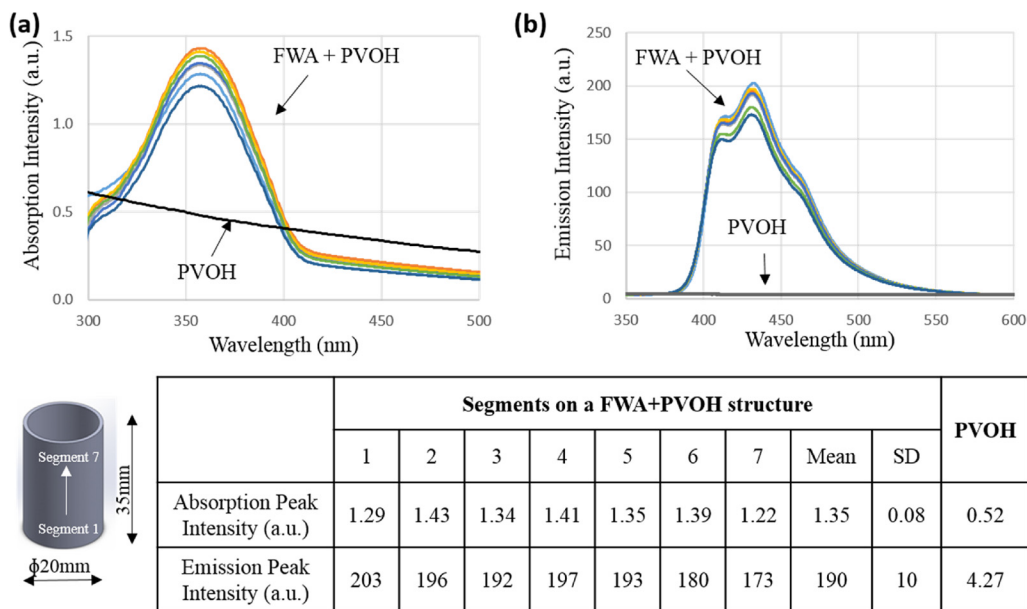 (a)
Absorption Intensity (a.u.)
1.5
1.0
0.5
0.0
FWA + PVOH
PVOH
300
350
400
450
500
Wavelength (nm)
(b)
Emission Intensity (a.u.)
250
200
150
100
50
0
FWA + PVOH
PVOH
350
400
450
500
550
600
Wavelength (nm)
Segment 7
Segment 1
35mm
ϕ20mm
Segments on a FWA+PVOH structure
PVOH
1 2 3 4 5 6 7 Mean SD
Absorption Peak
Intensity (a.u.)
1.29 1.43 1.34 1.41 1.35 1.39 1.22 1.35 0.08 0.52
Emission Peak
Intensity (a.u.)
203 196 192 197 193 180 173 190 10 4.27